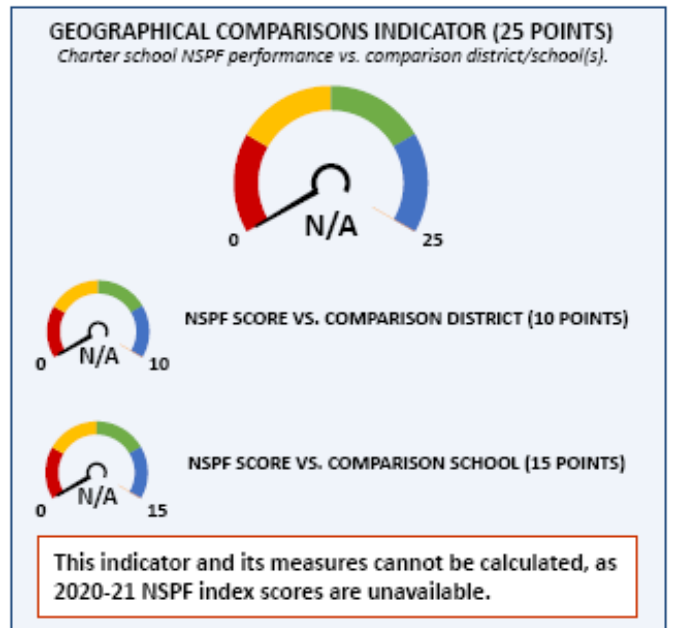 GEOGRAPHICAL COMPARISONS INDICATOR (25 POINTS)
Charter school NSPF performance vs. comparison district/school(s).
N/A
0
25
NSPF SCORE VS. COMPARISON DISTRICT (10 POINTS)
N/A
0
10
NSPF SCORE VS. COMPARISON SCHOOL (15 POINTS)
N/A
0
15
This indicator and its measures cannot be calculated, as
2020-21 NSPF index scores are unavailable.